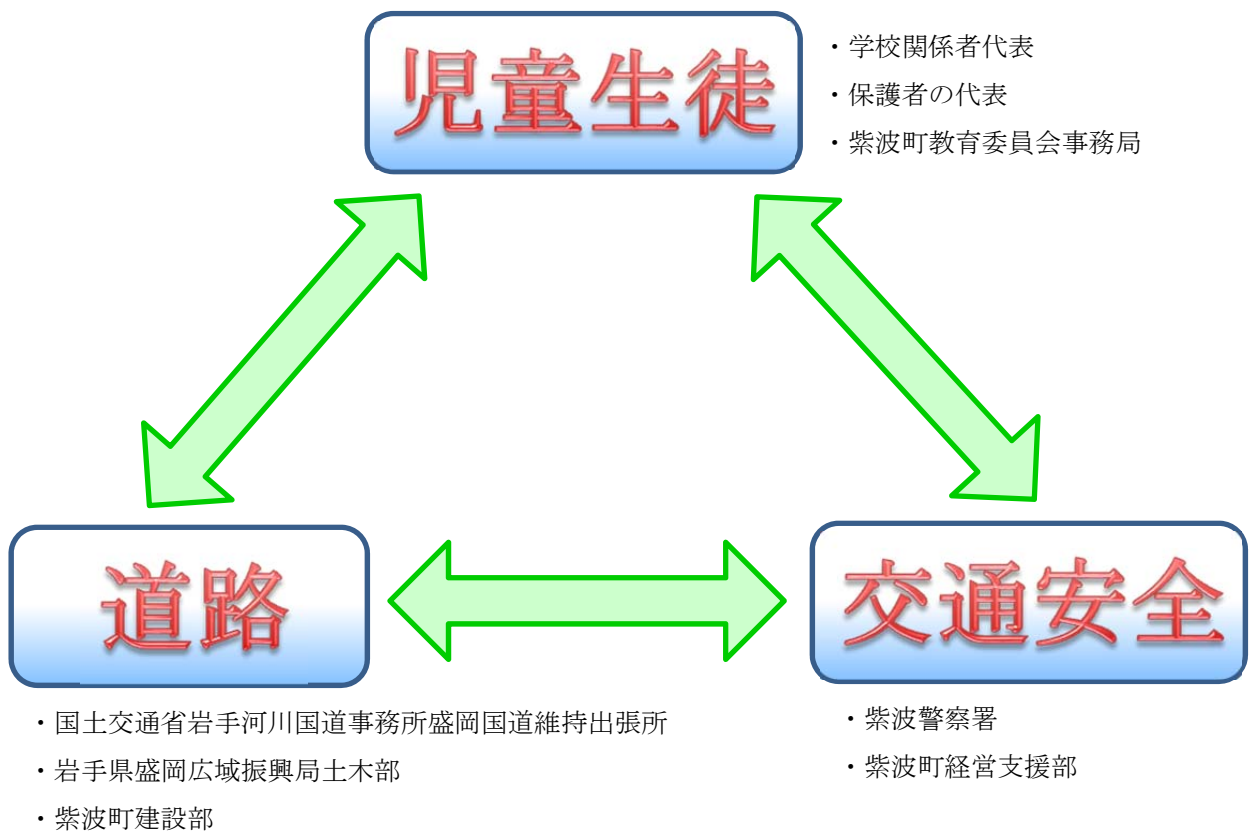 児童生徒
・学校関係者代表
・保護者の代表
・紫波町教育委員会事務局
道路
交通安全
・国土交通省岩手河川国道事務所盛岡国道維持出張所
・岩手県盛岡広域振興局土木部
・紫波町建設部
・紫波警察署
・紫波町経営支援部